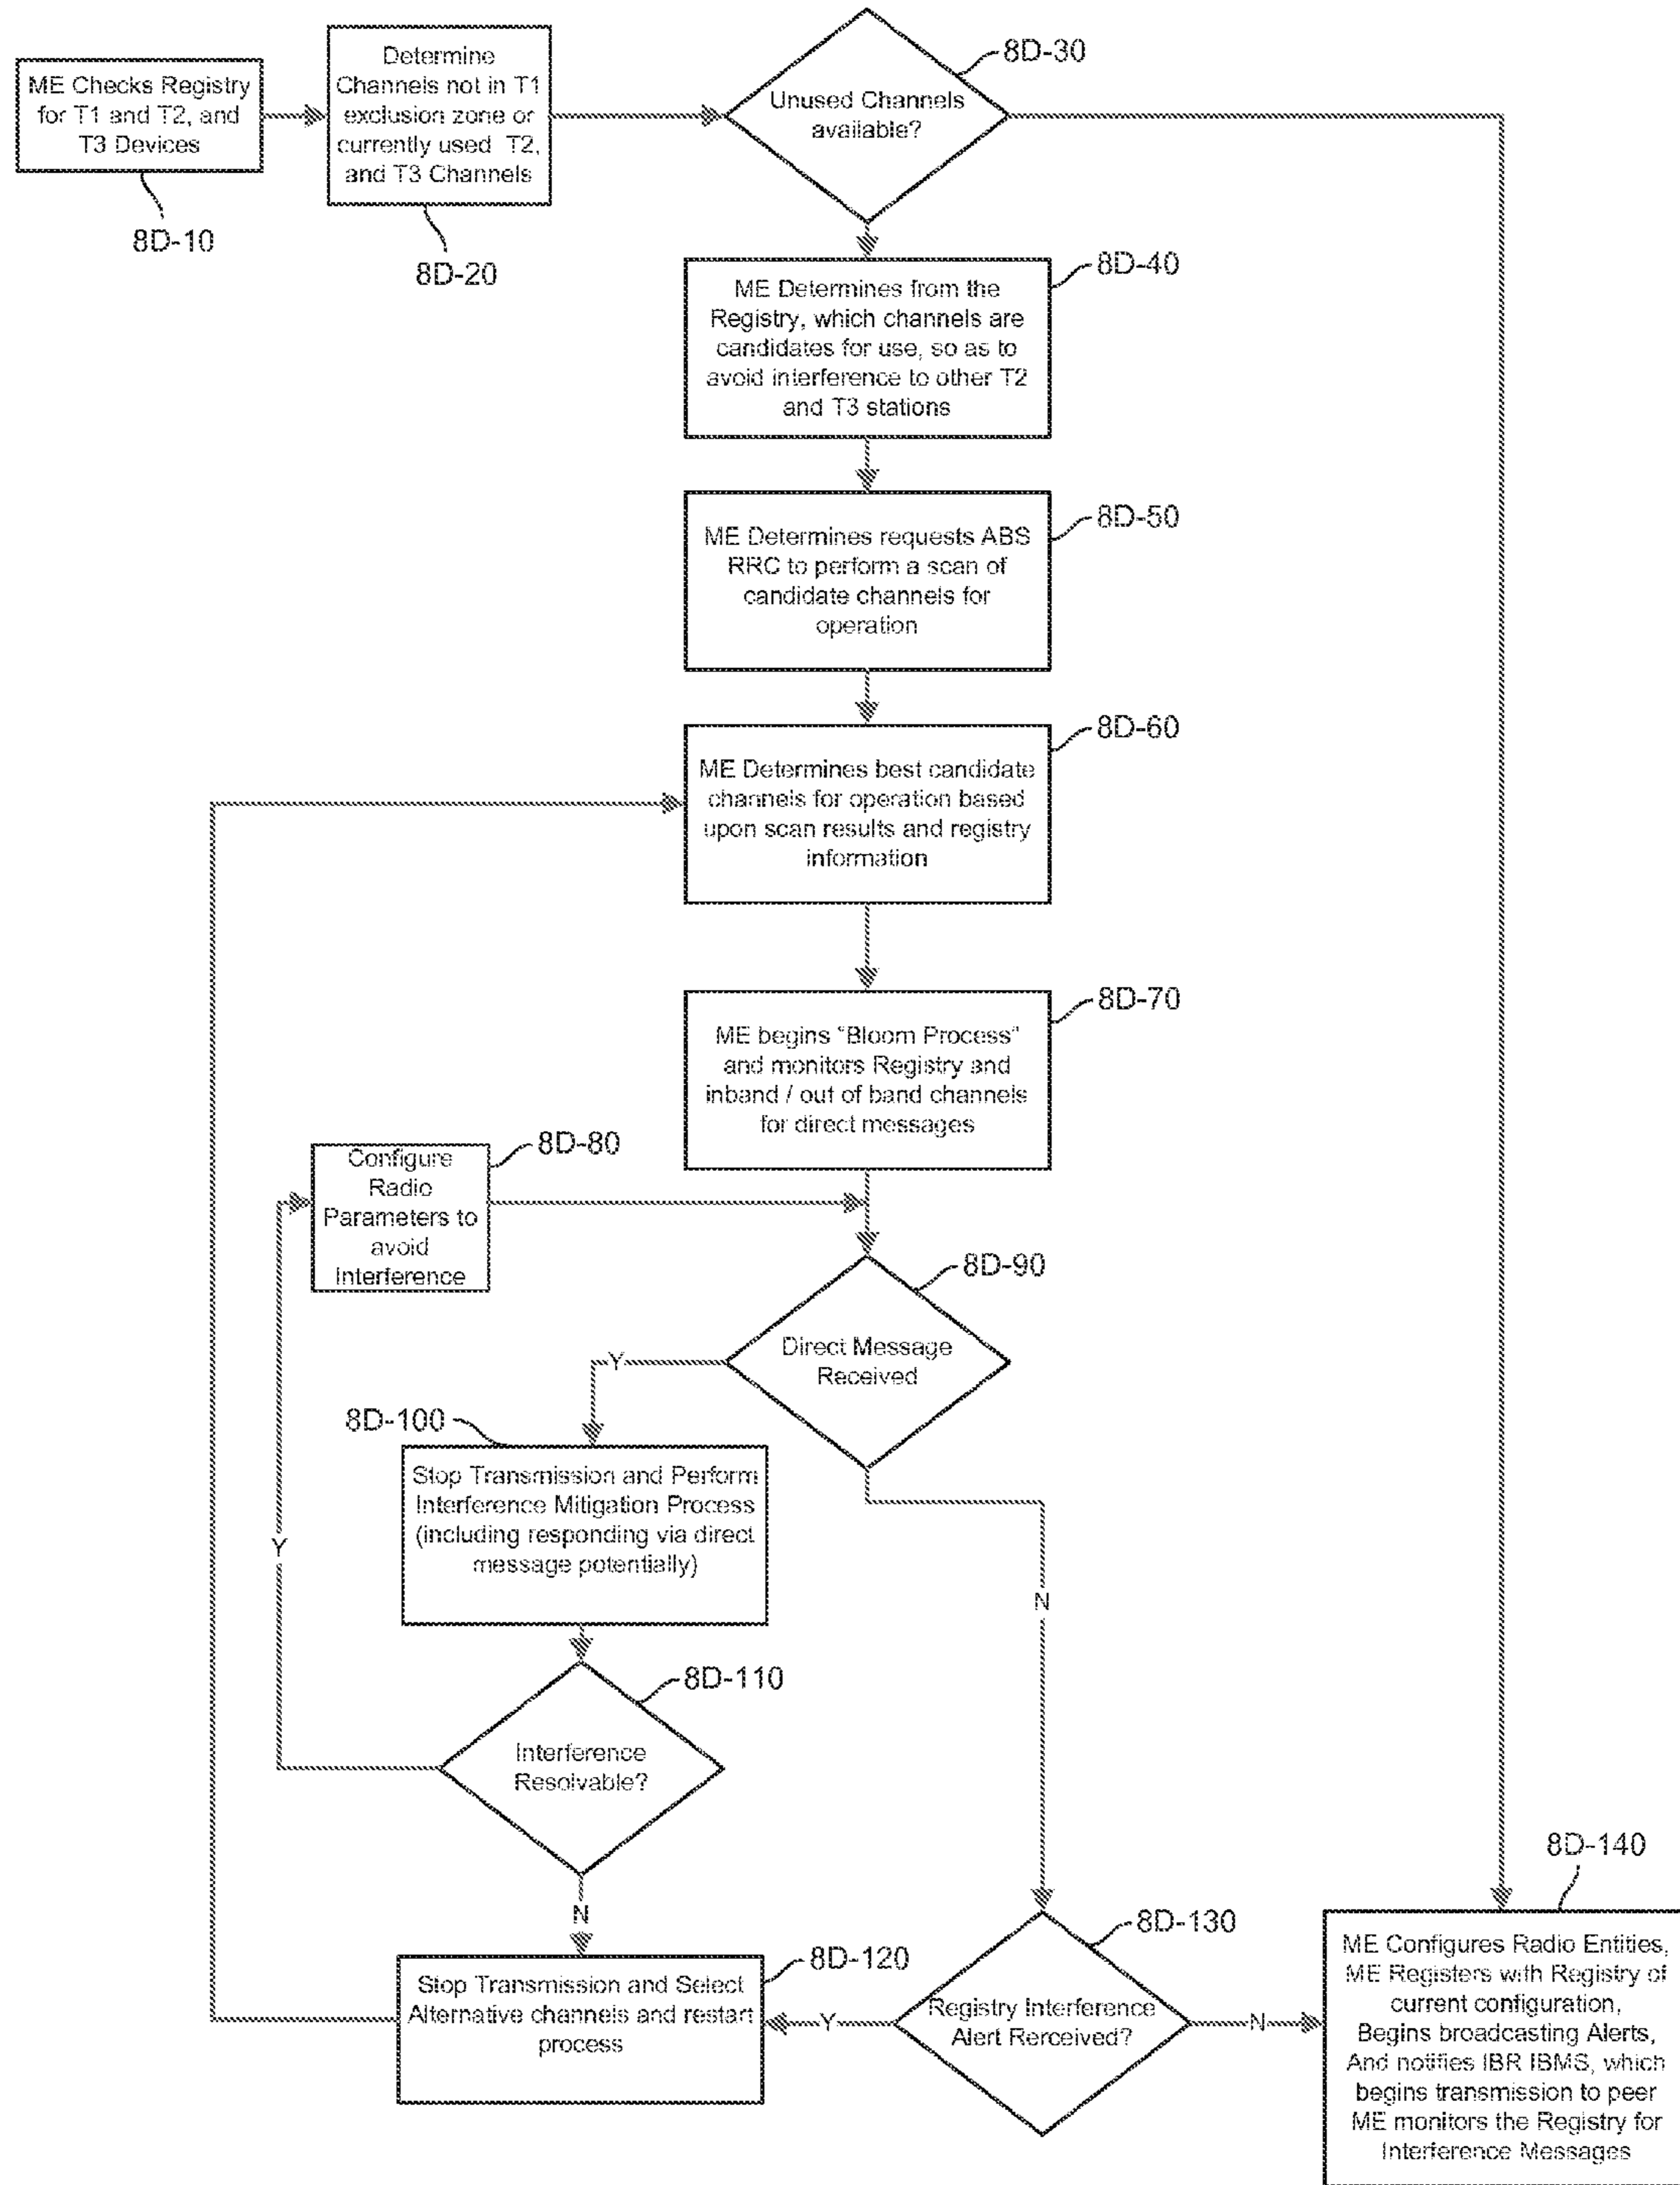 ME Checks Registry
for T1 and T2, and
T3 Devices
8D-10
Determine
Channels not in T1
exclusion zone or
currently used T2,
and T3 Channels
8D-20
Unused Channels
available?
8D-30
ME Determines from the
Registry, which channels are
candidates for use, so as to
avoid interference to other T2
and T3 stations
8D-40
ME Determines requests ABS
RRC to perform a scan of
candidate channels for
operation
8D-50
ME Determines best candidate
channels for operation based
upon scan results and registry
information
8D-60
ME begins "Bloom Process"
and monitors Registry and
inband / out of band channels
for direct messages
8D-70
Configure
Radio
Parameters to
avoid
Interference
8D-80
Direct Message
Received
8D-90
Y
N
8D-100
Stop Transmission and Perform
Interference Mitigation Process
(including responding via direct
message potentially)
Interference
Resolvable?
8D-110
Y
N
Stop Transmission and Select
Alternative channels and restart
process
8D-120
Registry Interference
Alert Rerceived?
8D-130
Y
N
8D-140
ME Configures Radio Entities,
ME Registers with Registry of
current configuration,
Begins broadcasting Alerts,
And notifies IBR IBMS, which
begins transmission to peer
ME monitors the Registry for
Interference Messages